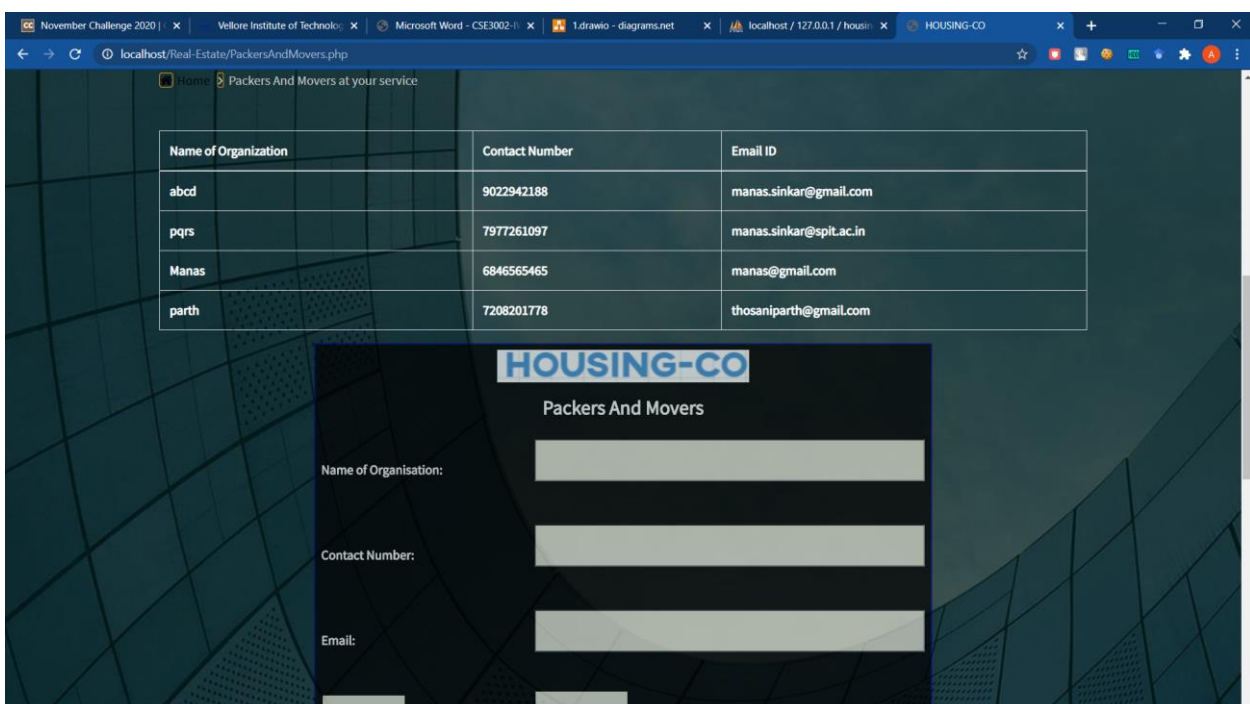 November Challenge 2020 | C
Vellore Institute of Technolog
Microsoft Word - CSE3002-IV
1.drawio - diagrams.net
localhost / 127.0.0.1 / housin
HOUSING-CO
localhost/Real-Estate/PackersAndMovers.php
Home > Packers And Movers at your service
Name of Organization Contact Number Email ID
abcd 9022942188 manas.sinkar@gmail.com
pqrs 7977261097 manas.sinkar@spit.ac.in
Manas 6846565465 manas@gmail.com
parth 7208201778 thosaniparth@gmail.com
HOUSING-CO
Packers And Movers
Name of Organisation:
Contact Number:
Email: